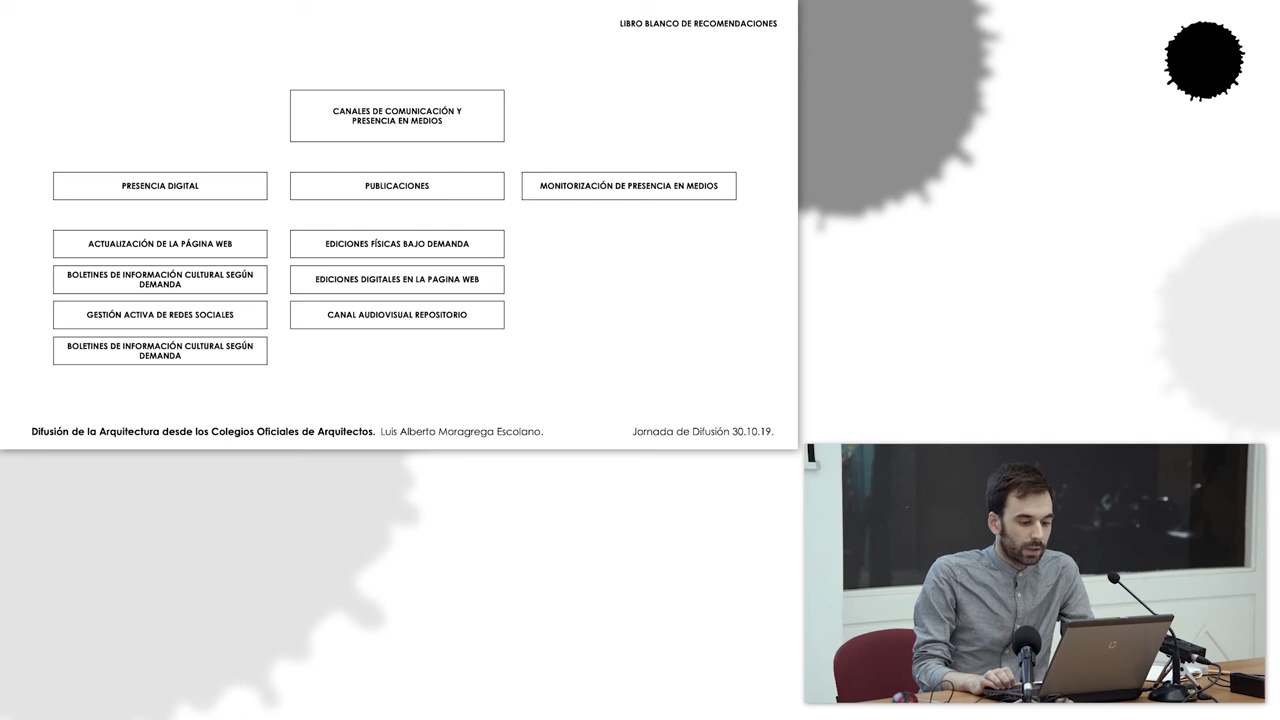 LIBRO BLANCO DE RECOMENDACIONES
CANALES DE COMUNICACIÓN Y
PRESENCIA EN MEDIOS
PRESENCIA DIGITAL
PUBLICACIONES
MONITORIZACIÓN DE PRESENCIA EN MEDIOS
ACTUALIZACIÓN DE LA PÁGINA WEB
EDICIONES FÍSICAS BAJO DEMANDA
BOLETINES DE INFORMACIÓN CULTURAL SEGÚN
DEMANDA
EDICIONES DIGITALES EN LA PAGINA WEB
GESTIÓN ACTIVA DE REDES SOCIALES
CANAL AUDIOVISUAL REPOSITORIO
BOLETINES DE INFORMACIÓN CULTURAL SEGÚN
DEMANDA
Difusión de la Arquitectura desde los Colegios Oficiales de Arquitectos. Luis Alberto Moragrega Escolano.
Jornada de Difusión 30.10.19.